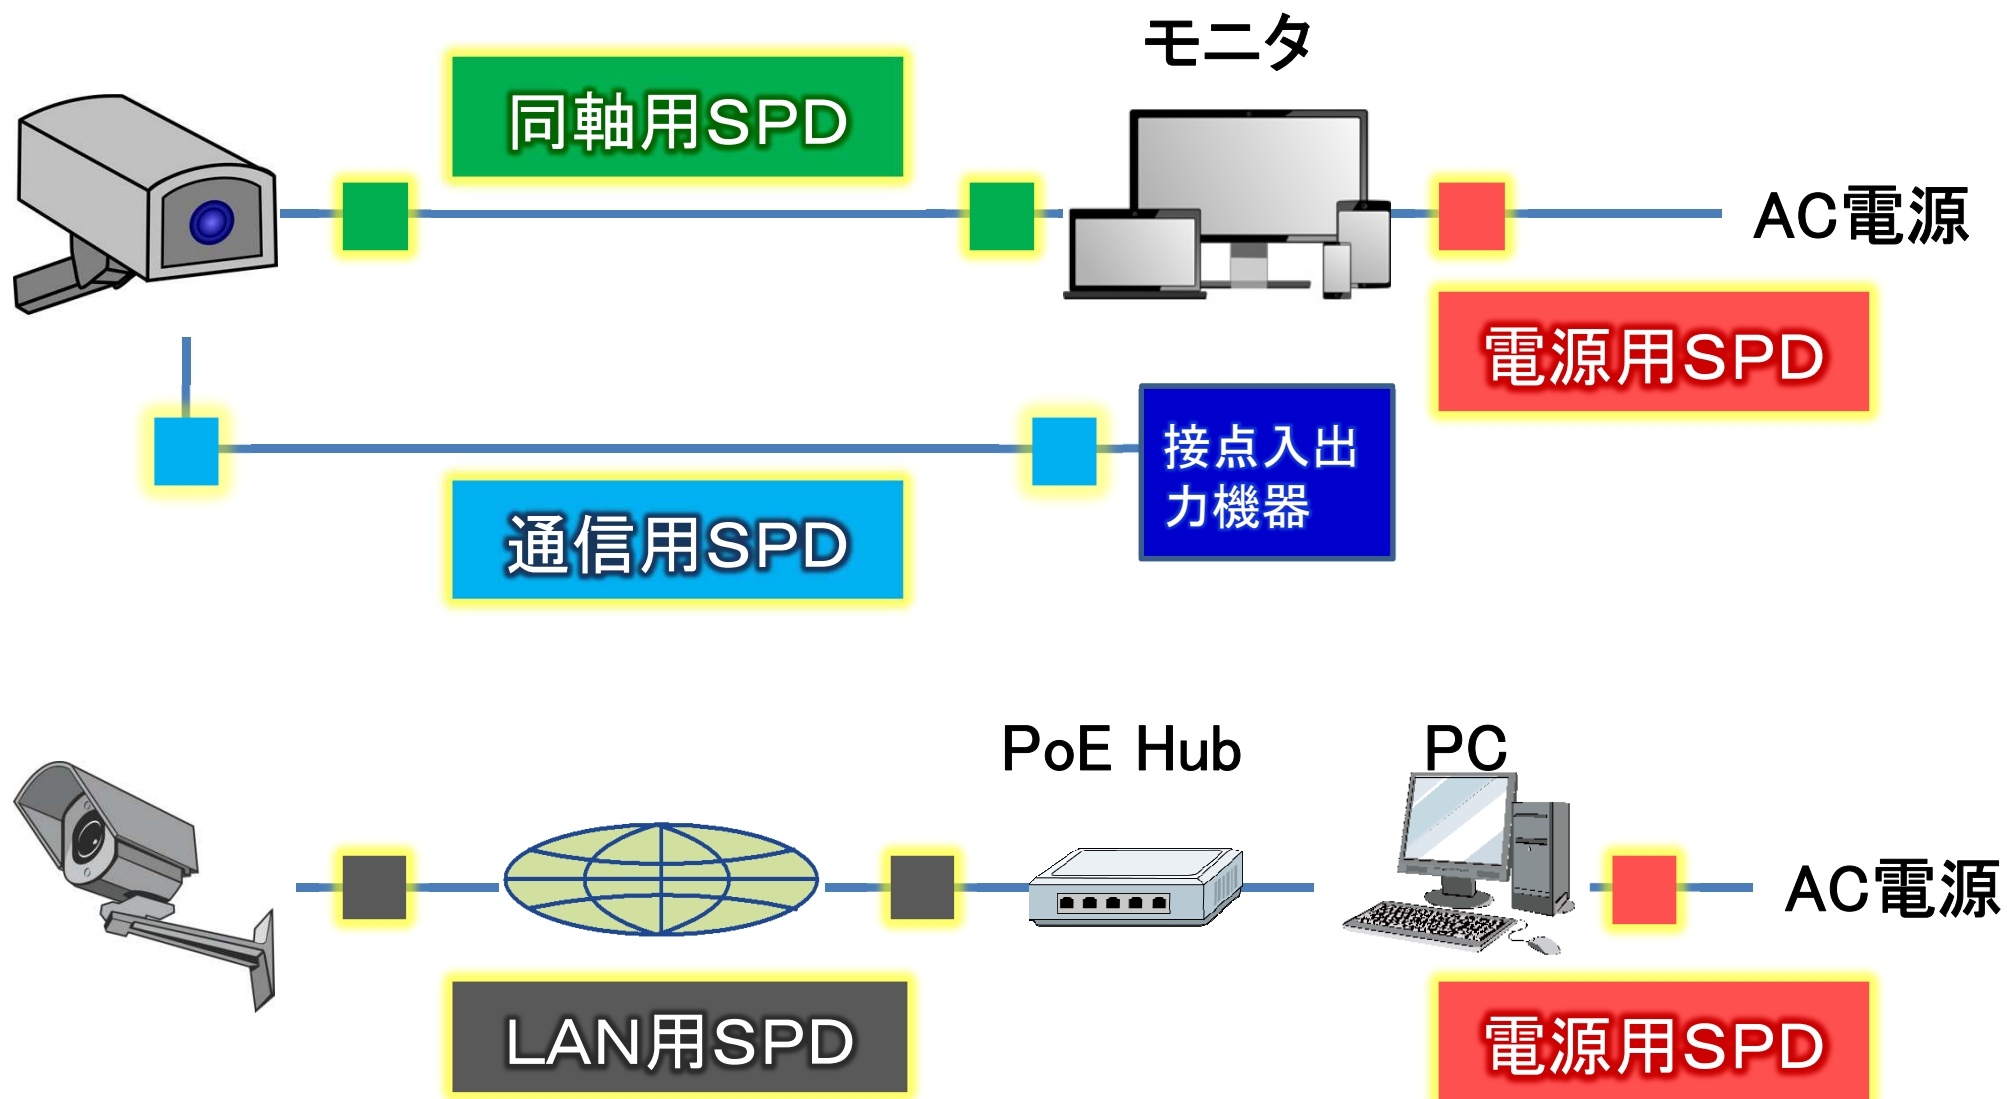 モニタ
同軸用ＳＰＤ
AC電源
電源用ＳＰＤ
接点入出
力機器
通信用ＳＰＤ
PoE Hub
PC
AC電源
ＬＡＮ用ＳＰＤ
電源用ＳＰＤ